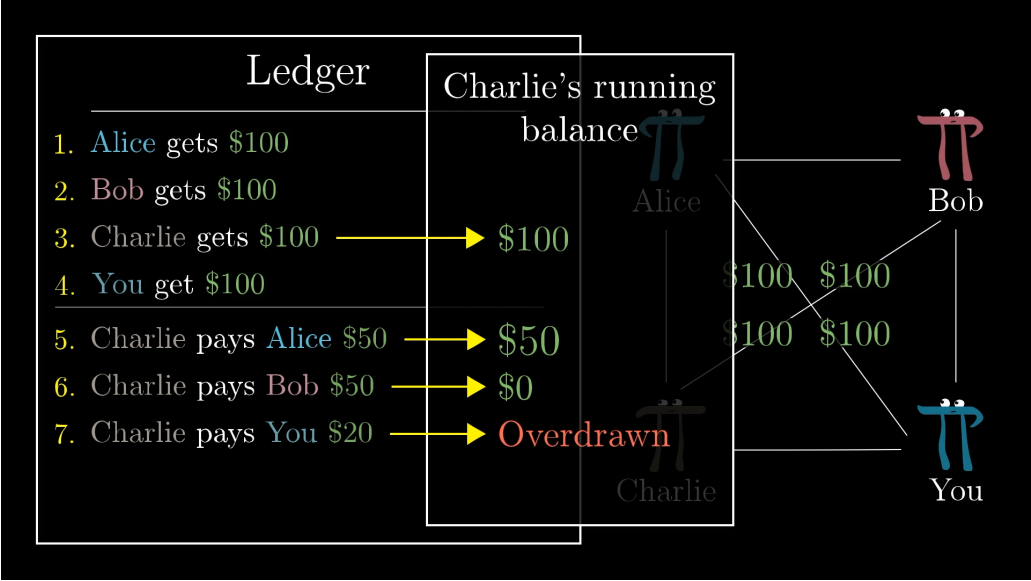 Ledger
1. Alice gets $100
2. Bob gets $100
3. Charlie gets $100
4. You get $100
5. Charlie pays Alice $50
6. Charlie pays Bob $50
7. Charlie pays You $20
Charlie's running
balance
$100
$50
$0
Overdrawn
Alice
Bob
$100 $100
$100 $100
Charlie
You